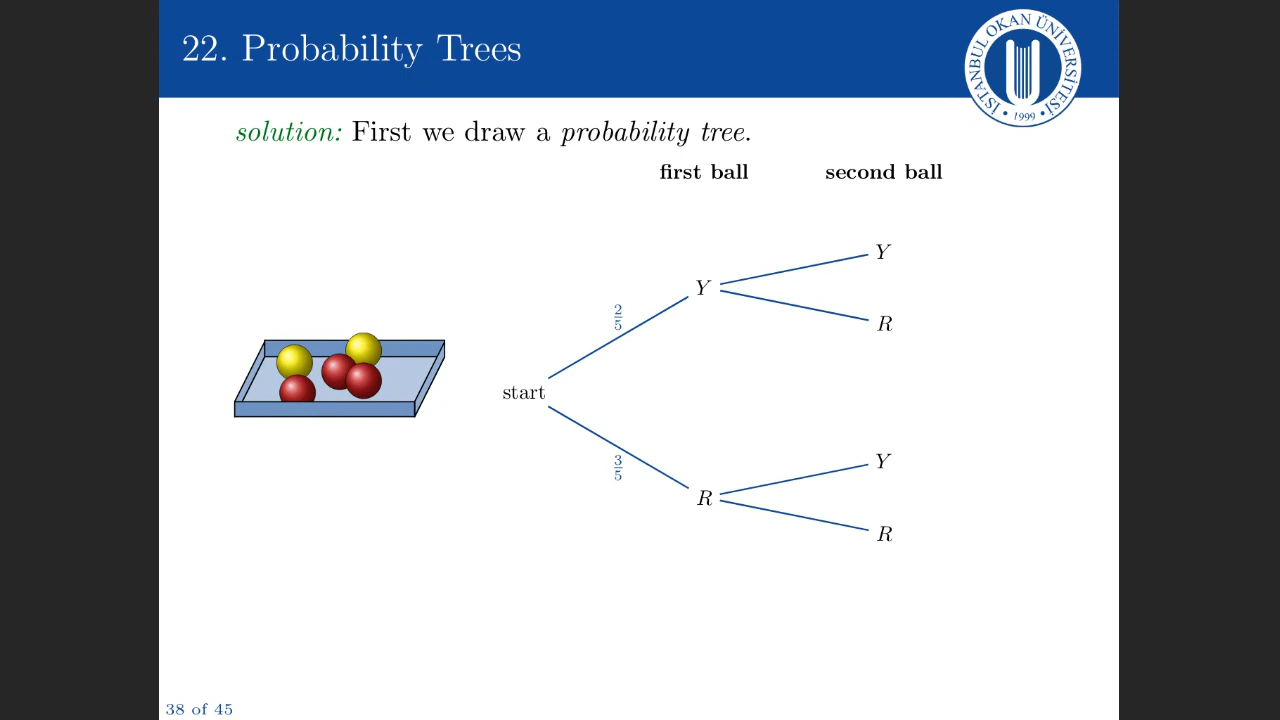 22. Probability Trees
İSTANBUL OKAN ÜNİVERSİTESİ
• 1999 •
solution: First we draw a probability tree.
first ball second ball
Y
Y
2/5
R
start
Y
3/5
R
R
38 of 45